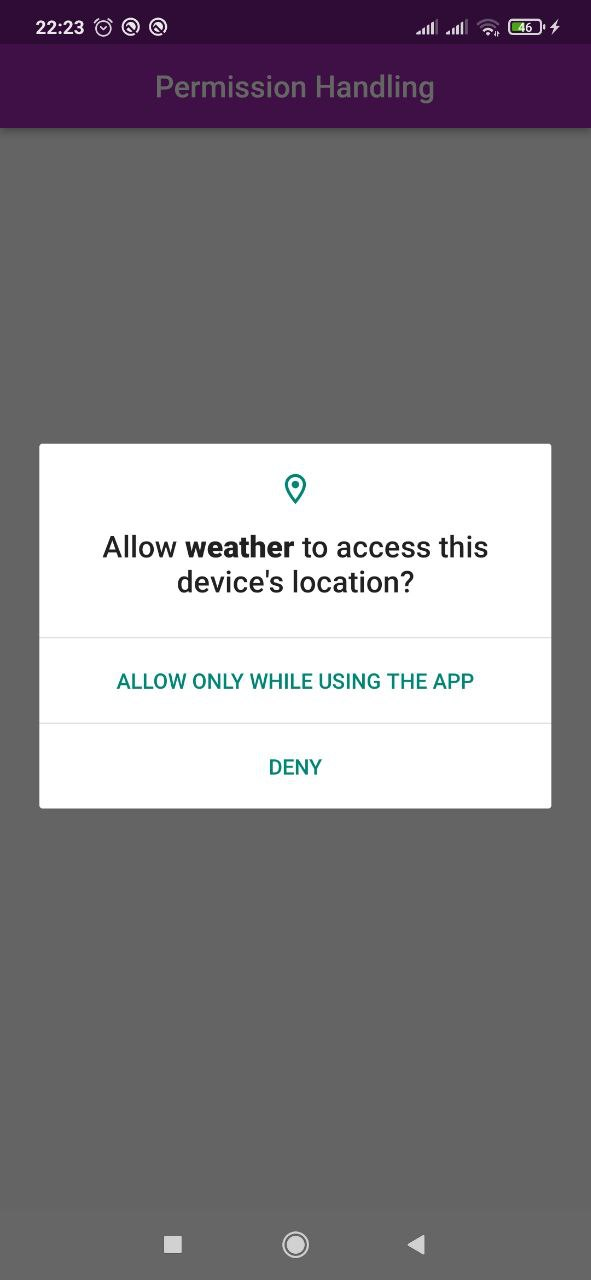 22:23
46
Permission Handling
Allow weather to access this
device's location?
ALLOW ONLY WHILE USING THE APP
DENY